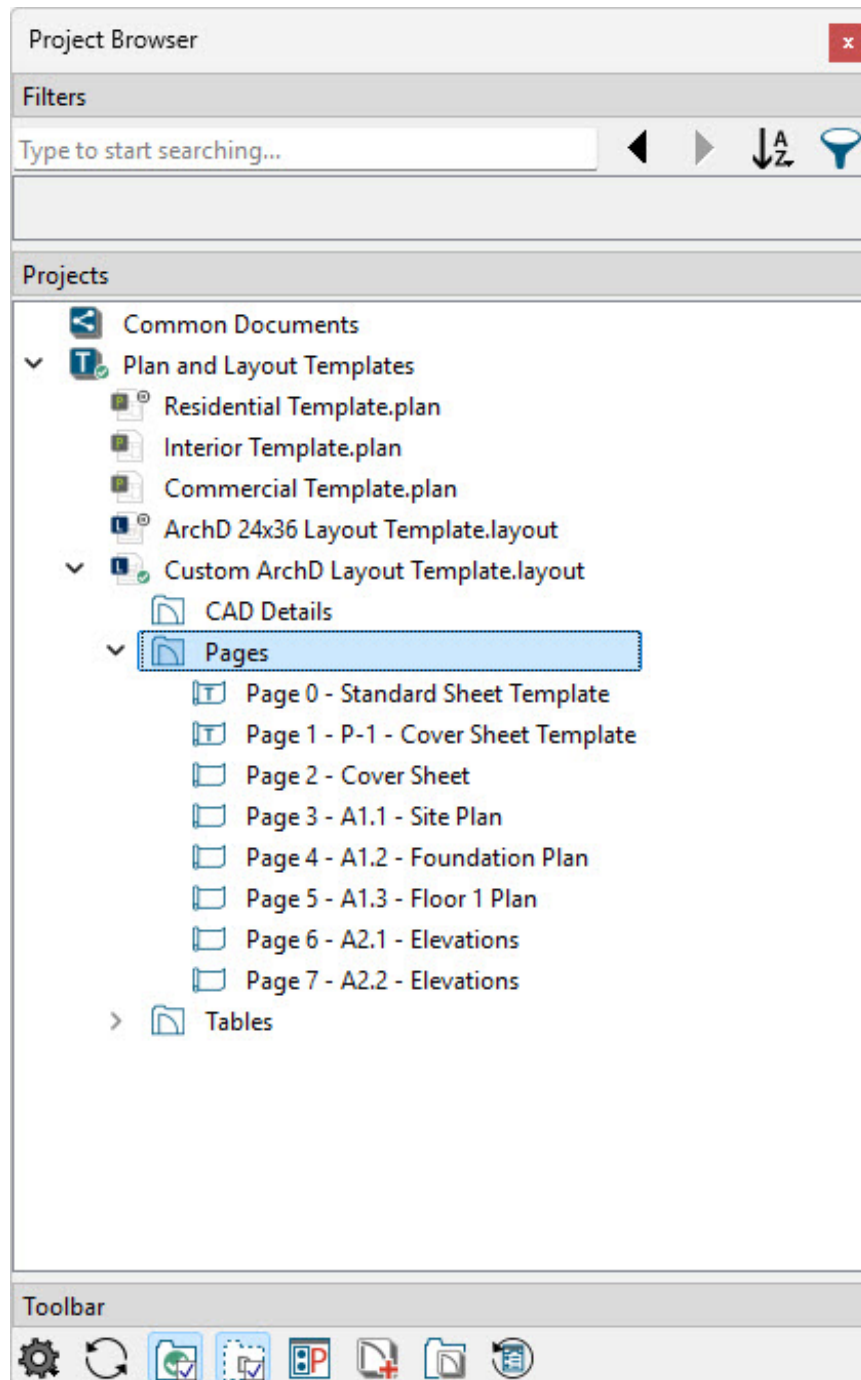 Project Browser
x
Filters
Type to start searching...
A
Z
Projects
Common Documents
T Plan and Layout Templates
P Residential Template.plan
P Interior Template.plan
P Commercial Template.plan
L ArchD 24x36 Layout Template.layout
L Custom ArchD Layout Template.layout
CAD Details
Pages
T Page 0 - Standard Sheet Template
T Page 1 - P-1 - Cover Sheet Template
Page 2 - Cover Sheet
Page 3 - A1.1 - Site Plan
Page 4 - A1.2 - Foundation Plan
Page 5 - A1.3 - Floor 1 Plan
Page 6 - A2.1 - Elevations
Page 7 - A2.2 - Elevations
Tables
Toolbar
P